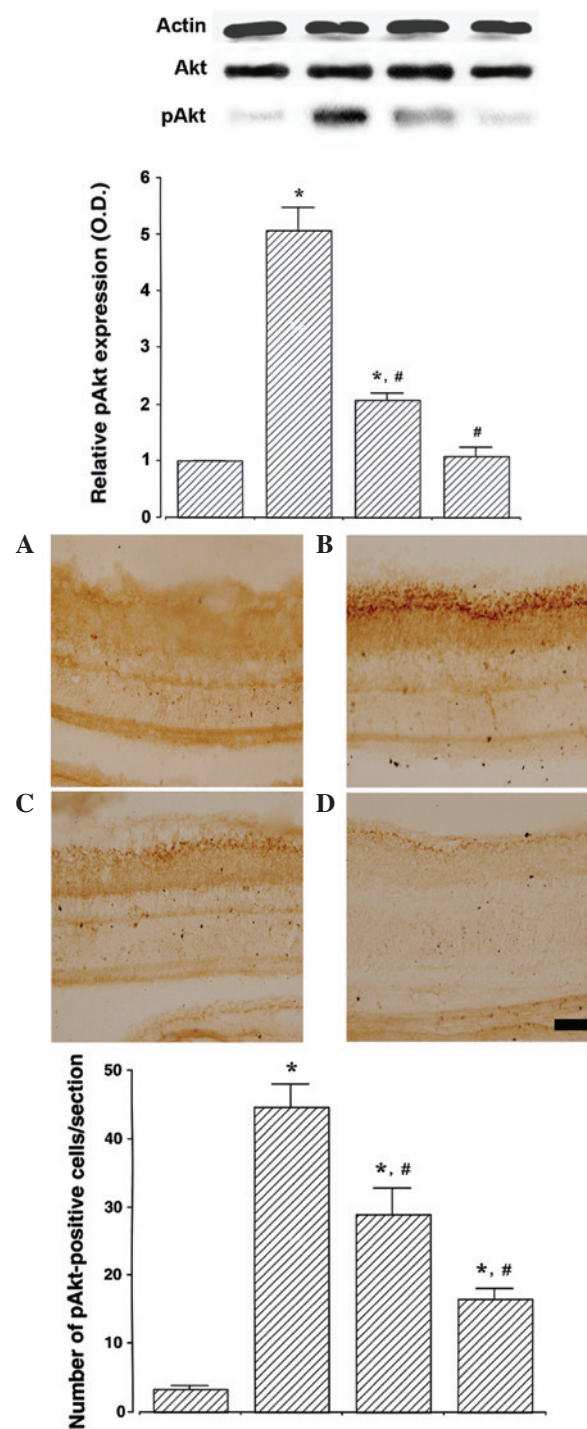 Actin
Akt
pAkt
Relative pAkt expression (O.D.)
6
5
4
3
2
1
0
*
*, #
#
A
B
C
D
Number of pAkt-positive cells/section
50
40
30
20
10
0
*
*, #
*, #